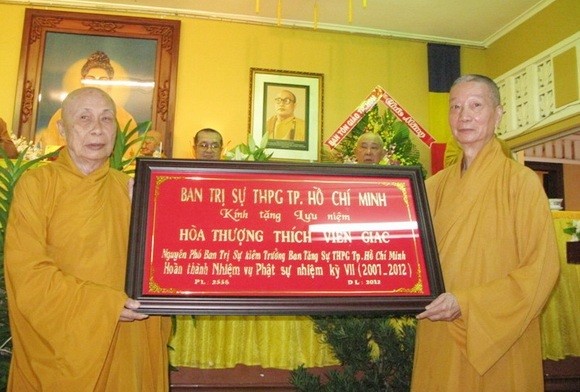 BAN TRỊ SỰ THPG TP. HỒ CHÍ MINH
Kính tặng Lưu niệm
HÒA THƯỢNG THÍCH VIÊN GIÁC
Nguyên Phó Ban Trị Sự kiêm Trưởng Ban Tăng Sự THPG Tp. Hồ Chí Minh
Hoàn thành Nhiệm vụ Phật sự nhiệm kỳ VII (2007_2012)
PL. 2556 DL: 2012